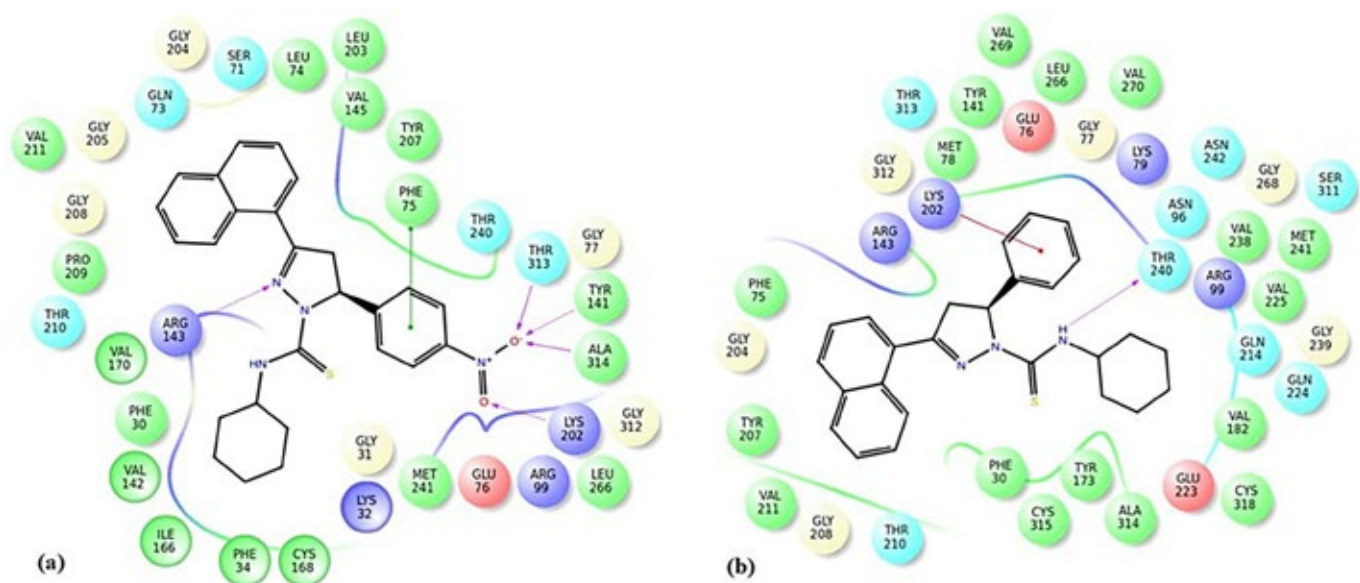 GLY
204
SER
71
LEU
74
LEU
203
GLN
73
VAL
145
TYR
207
VAL
211
GLY
205
PHE
75
GLY
208
THR
240
THR
313
GLY
77
PRO
209
TYR
141
THR
210
ARG
143
ALA
314
VAL
170
PHE
30
VAL
142
ILE
166
PHE
34
CYS
168
LYS
32
GLY
31
MET
241
GLU
76
ARG
99
LYS
202
LEU
266
GLY
312
N
N
HN
S
N+
O-
O
(a)
VAL
269
LEU
266
VAL
270
THR
313
TYR
141
GLU
76
GLY
77
MET
78
LYS
79
ASN
242
GLY
268
SER
311
GLY
312
LYS
202
ASN
96
ARG
143
VAL
238
MET
241
THR
240
ARG
99
VAL
225
PHE
75
GLY
204
GLN
214
GLY
239
GLN
224
TYR
207
VAL
182
VAL
211
GLY
208
THR
210
PHE
30
CYS
315
TYR
173
ALA
314
GLU
223
CYS
318
N
N
H
N
S
(b)